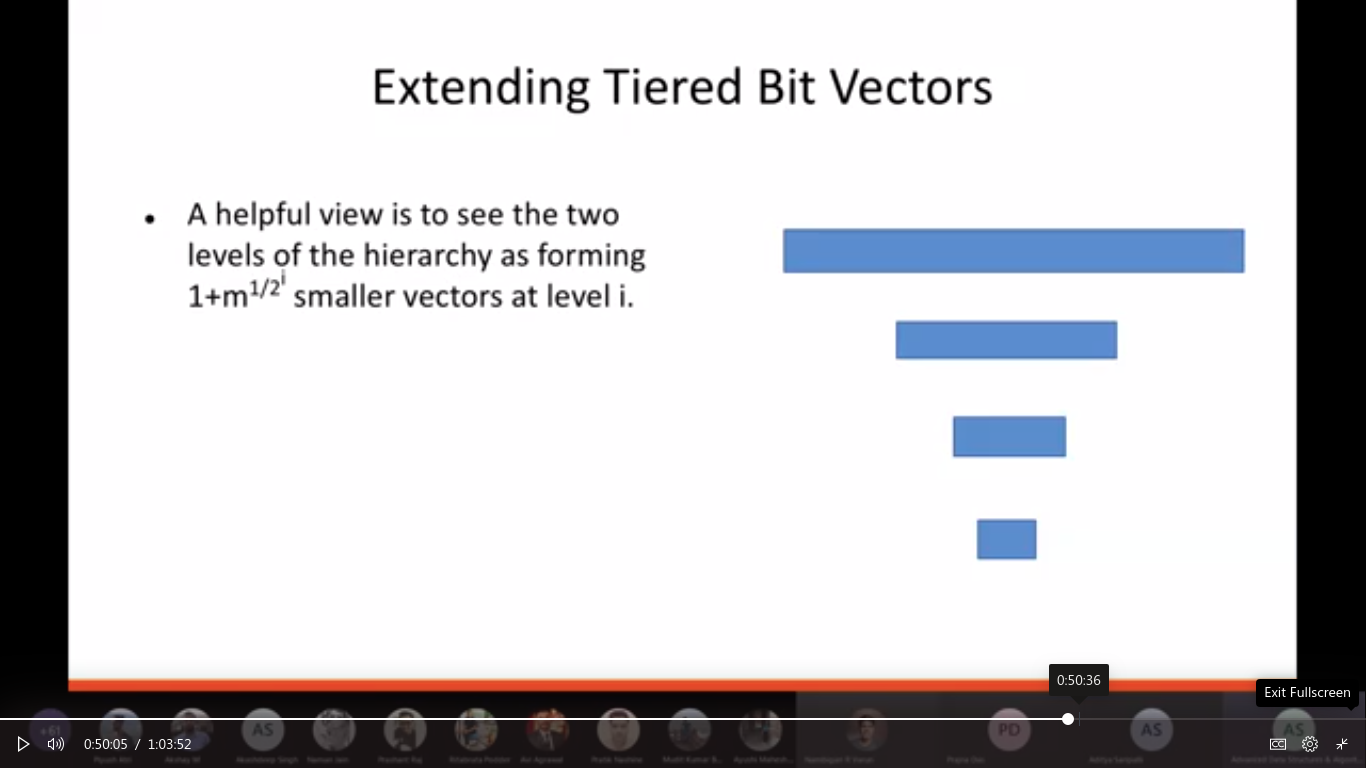 Extending Tiered Bit Vectors
• A helpful view is to see the two
levels of the hierarchy as forming
1+m^1/2^i smaller vectors at level i.
0:50:36
Exit Fullscreen
+61
AS
PD
AS
AS
0:50:05 / 1:03:52
CC